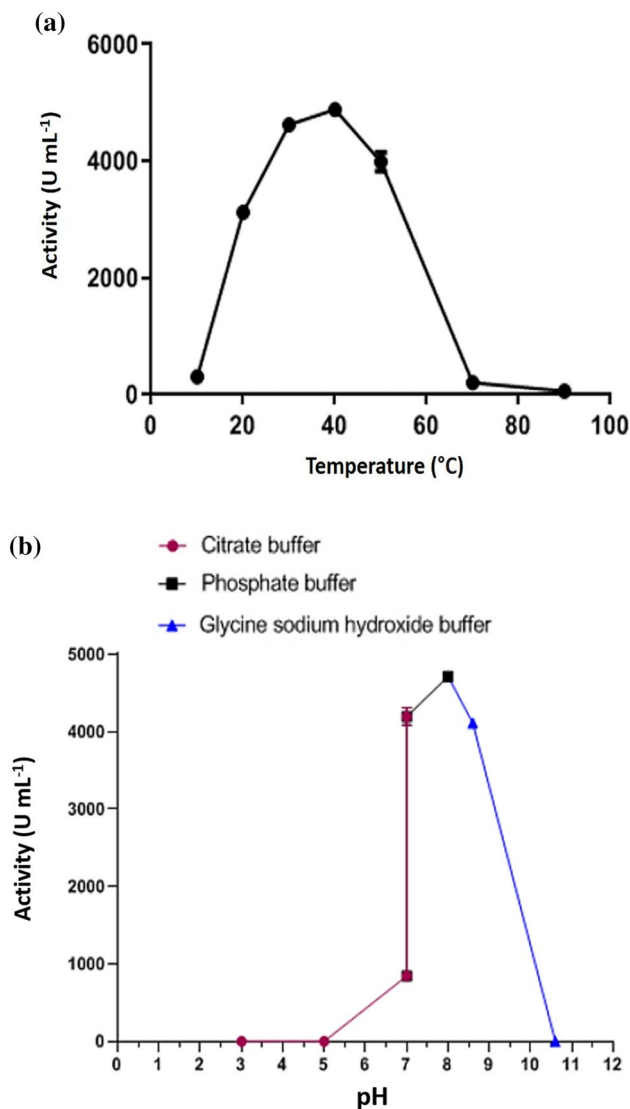 (a)
6000
4000
2000
0
Activity (U mL-1)
0 20 40 60 80 100
Temperature (°C)
(b)
Citrate buffer
Phosphate buffer
Glycine sodium hydroxide buffer
5000
4000
3000
2000
1000
0
Activity (U mL-1)
0 1 2 3 4 5 6 7 8 9 10 11 12
pH